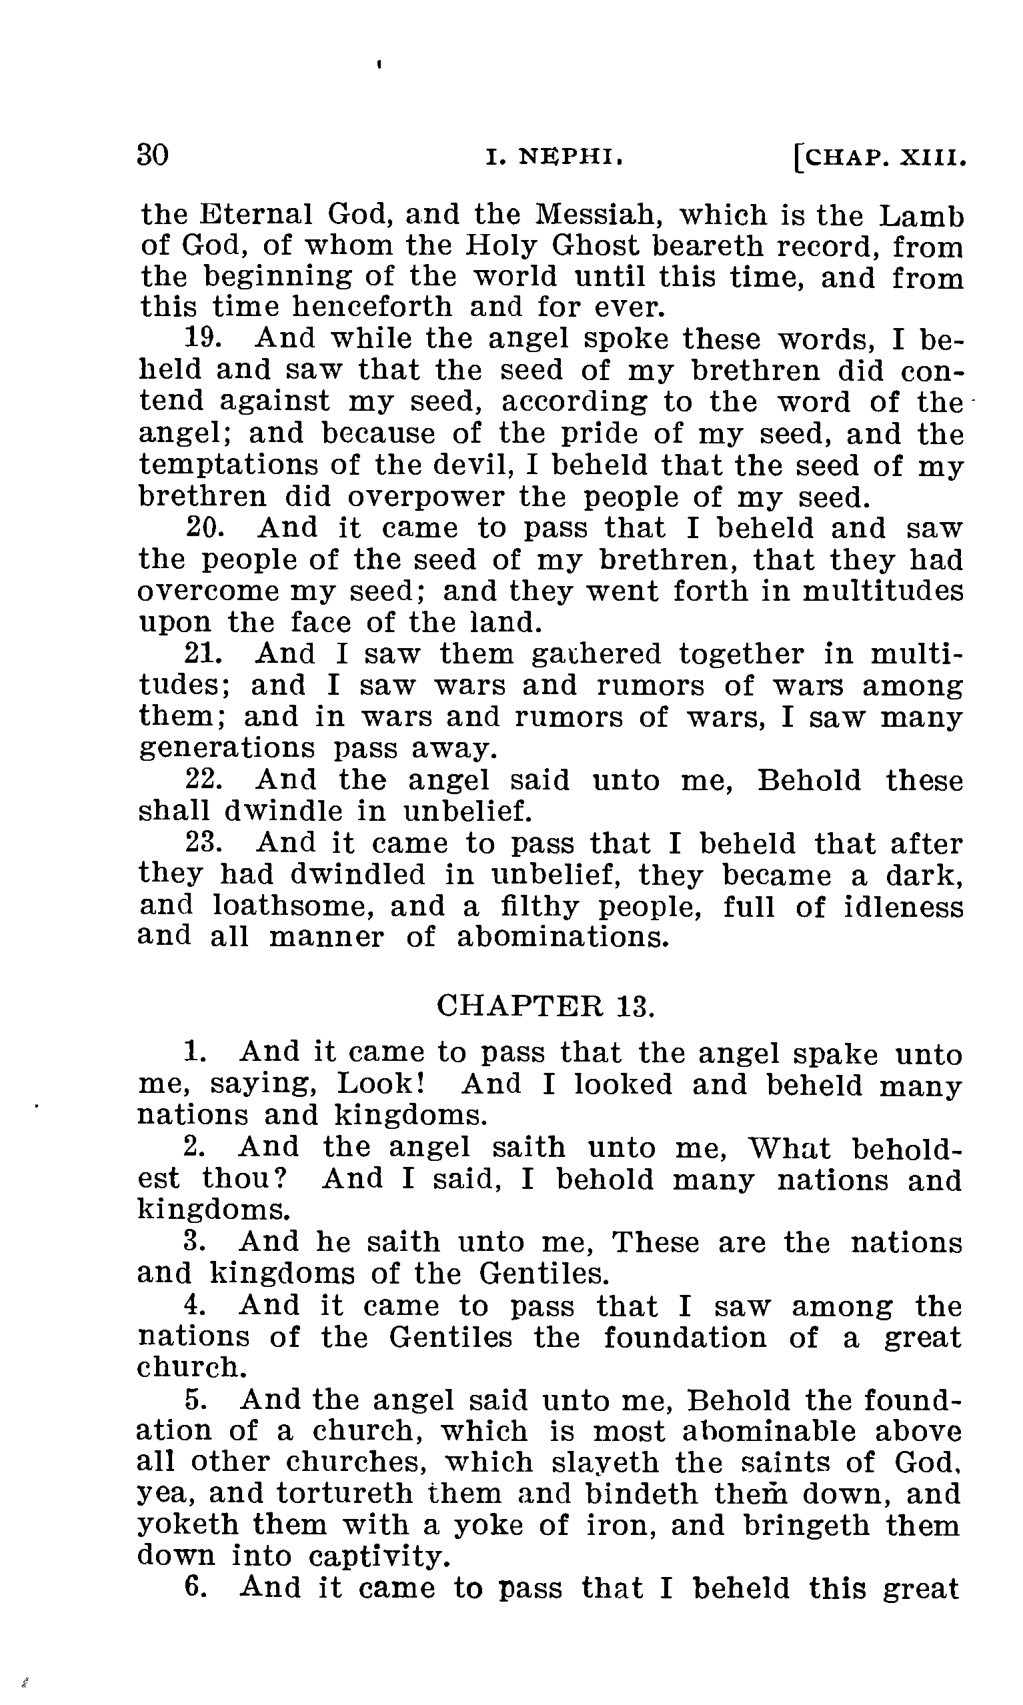 30 I. NEPHI. [CHAP. XIII.
the Eternal God, and the Messiah, which is the Lamb
of God, of whom the Holy Ghost beareth record, from
the beginning of the world until this time, and from
this time henceforth and for ever.
19. And while the angel spoke these words, I be-
held and saw that the seed of my brethren did con-
tend against my seed, according to the word of the
angel; and because of the pride of my seed, and the
temptations of the devil, I beheld that the seed of my
brethren did overpower the people of my seed.
20. And it came to pass that I beheld and saw
the people of the seed of my brethren, that they had
overcome my seed; and they went forth in multitudes
upon the face of the land.
21. And I saw them gathered together in multi-
tudes; and I saw wars and rumors of wars among
them; and in wars and rumors of wars, I saw many
generations pass away.
22. And the angel said unto me, Behold these
shall dwindle in unbelief.
23. And it came to pass that I beheld that after
they had dwindled in unbelief, they became a dark,
and loathsome, and a filthy people, full of idleness
and all manner of abominations.
CHAPTER 13.
1. And it came to pass that the angel spake unto
me, saying, Look! And I looked and beheld many
nations and kingdoms.
2. And the angel saith unto me, What behold-
est thou? And I said, I behold many nations and
kingdoms.
3. And he saith unto me, These are the nations
and kingdoms of the Gentiles.
4. And it came to pass that I saw among the
nations of the Gentiles the foundation of a great
church.
5. And the angel said unto me, Behold the found-
ation of a church, which is most abominable above
all other churches, which slayeth the saints of God,
yea, and tortureth them and bindeth them down, and
yoketh them with a yoke of iron, and bringeth them
down into captivity.
6. And it came to pass that I beheld this great